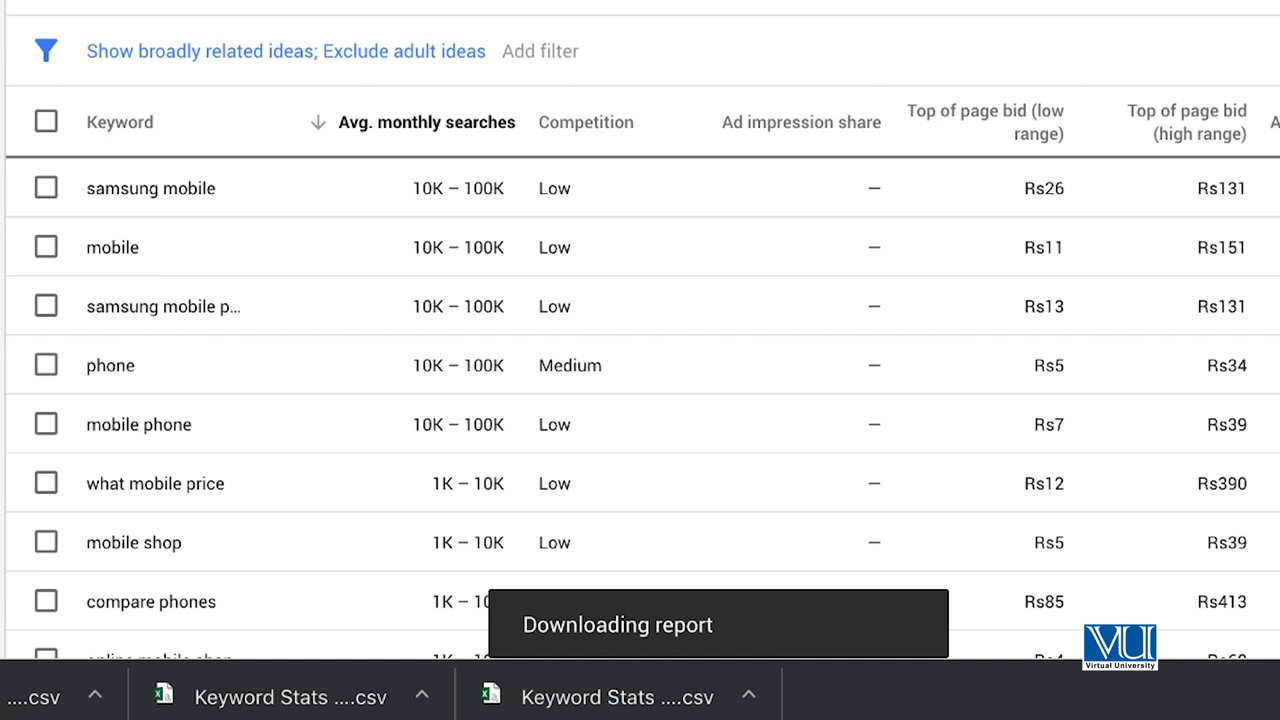 Show broadly related ideas; Exclude adult ideas Add filter
Keyword Avg. monthly searches Competition Ad impression share Top of page bid (low range) Top of page bid (high range)
samsung mobile 10K – 100K Low – Rs26 Rs131
mobile 10K – 100K Low – Rs11 Rs151
samsung mobile p... 10K – 100K Low – Rs13 Rs131
phone 10K – 100K Medium – Rs5 Rs34
mobile phone 10K – 100K Low – Rs7 Rs39
what mobile price 1K – 10K Low – Rs12 Rs390
mobile shop 1K – 10K Low – Rs5 Rs39
compare phones 1K – 10 Rs85 Rs413
Downloading report
VU
Virtual University
....csv Keyword Stats ....csv Keyword Stats ....csv